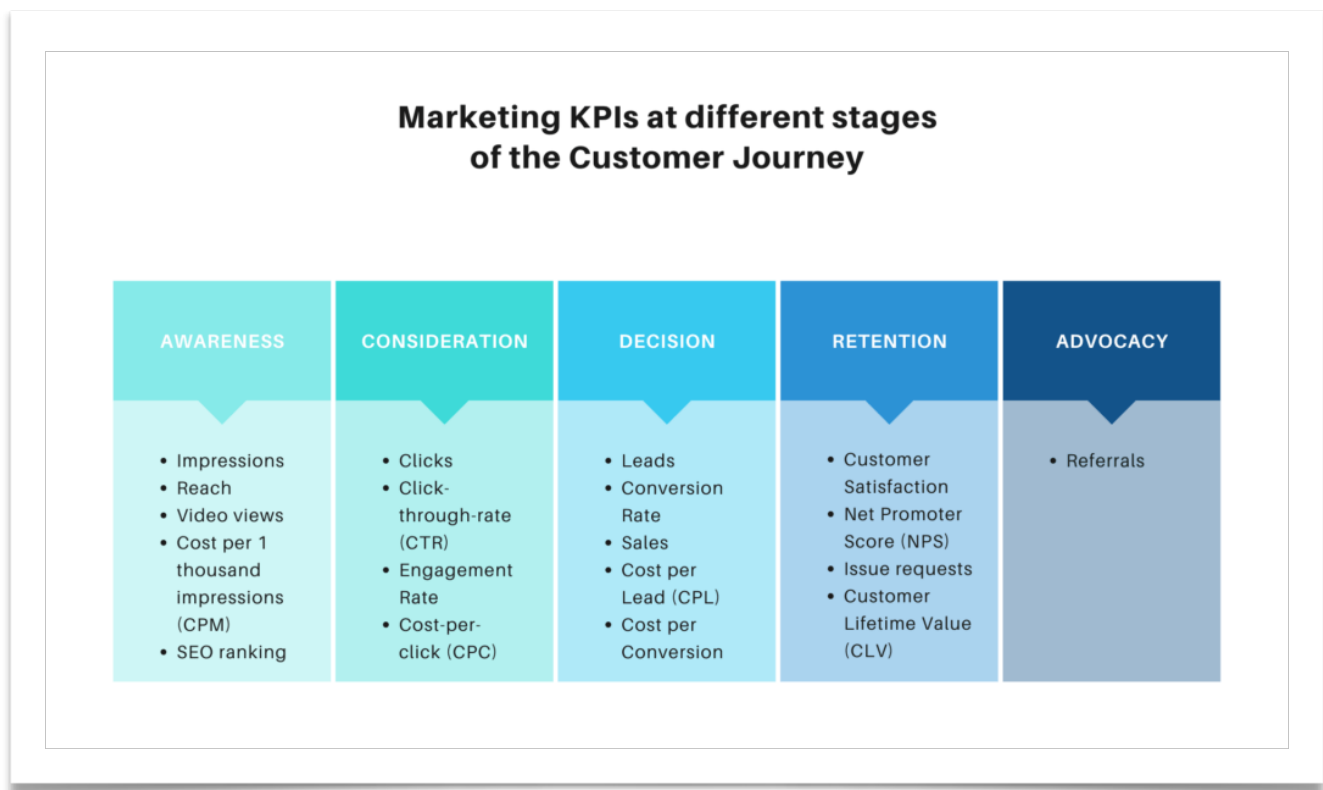 Marketing KPIs at different stages
of the Customer Journey
AWARENESS
• Impressions
• Reach
• Video views
• Cost per 1
thousand
impressions
(CPM)
• SEO ranking
CONSIDERATION
• Clicks
• Click-
through-rate
(CTR)
• Engagement
Rate
• Cost-per-
click (CPC)
DECISION
• Leads
• Conversion
Rate
• Sales
• Cost per
Lead (CPL)
• Cost per
Conversion
RETENTION
• Customer
Satisfaction
• Net Promoter
Score (NPS)
• Issue requests
• Customer
Lifetime Value
(CLV)
ADVOCACY
• Referrals